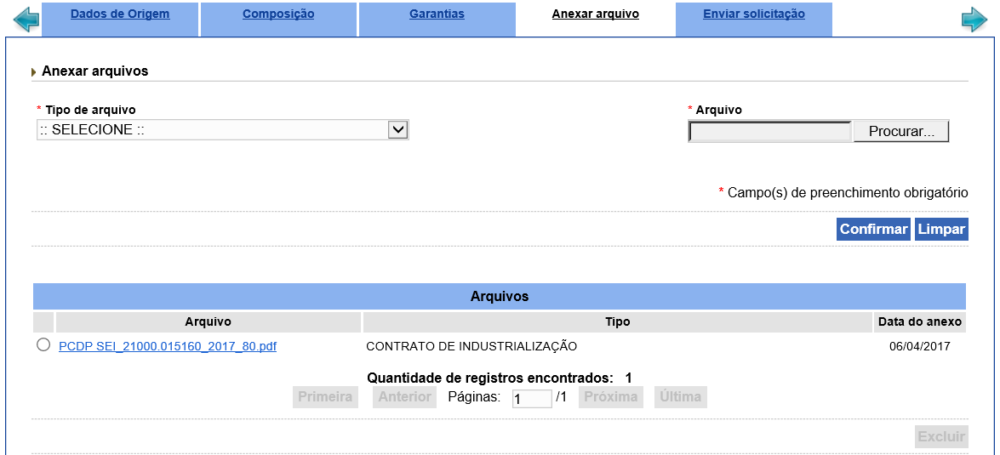 Dados de Origem Composição Garantias Anexar arquivo Enviar solicitação
Anexar arquivos
* Tipo de arquivo * Arquivo
:: SELECIONE :: Procurar...
* Campo(s) de preenchimento obrigatório
Confirmar Limpar
Arquivos
Arquivo Tipo Data do anexo
PCDP SEI_21000.015160_2017_80.pdf CONTRATO DE INDUSTRIALIZAÇÃO 06/04/2017
Quantidade de registros encontrados: 1
Primeira Anterior Páginas: 1 /1 Próxima Última
Excluir